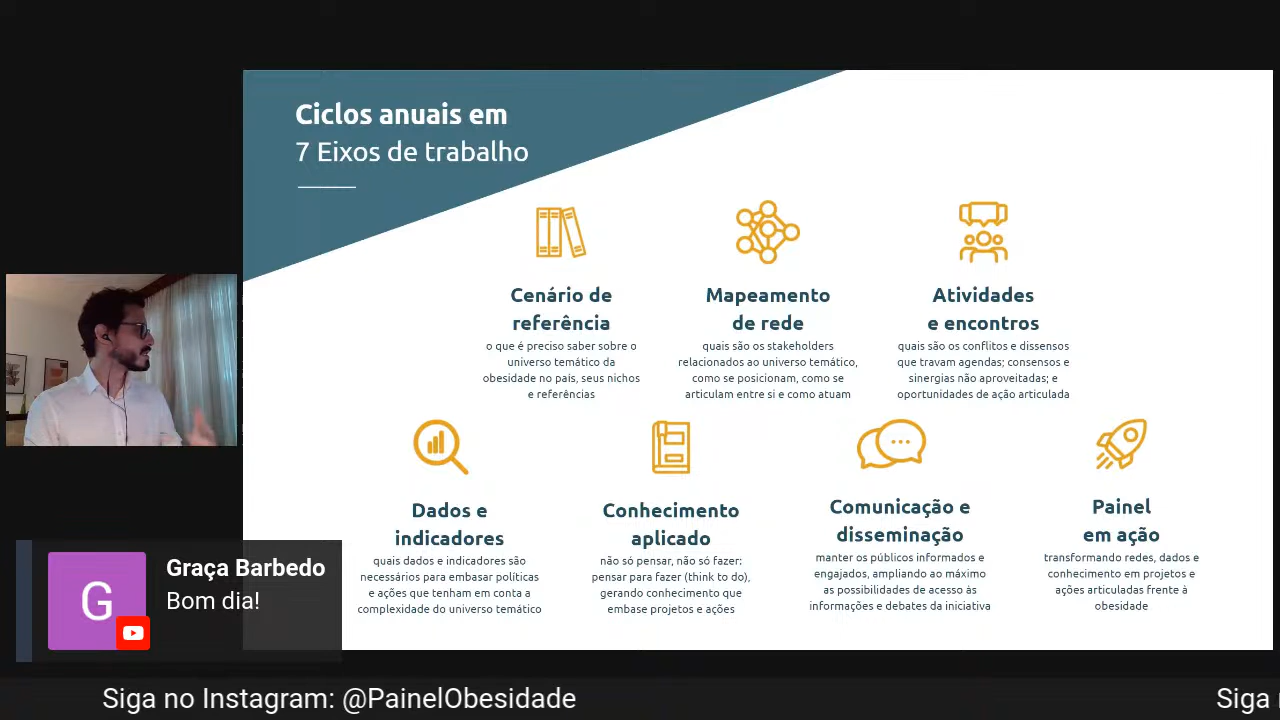 Ciclos anuais em
7 Eixos de trabalho
Cenário de
referência
o que é preciso saber sobre o
universo temático da
obesidade no país, seus nichos
e referências
Mapeamento
de rede
quais são os stakeholders
relacionados ao universo temático,
como se posicionam, como se
articulam entre si e como atuam
Atividades
e encontros
quais são os conflitos e dissensos
que travam agendas; consensos e
sinergias não aproveitadas; e
oportunidades de ação articulada
Dados e
indicadores
quais dados e indicadores são
necessários para embasar políticas
e ações que tenham em conta a
complexidade do universo temático
Conhecimento
aplicado
não só pensar, não só fazer:
pensar para fazer (think to do),
gerando conhecimento que
embase projetos e ações
Comunicação e
disseminação
manter os públicos informados e
engajados, ampliando ao máximo
as possibilidades de acesso às
informações e debates da iniciativa
Painel
em ação
transformando redes, dados e
conhecimento em projetos e
ações articuladas frente à
obesidade
G
Graça Barbedo
Bom dia!
Siga no Instagram: @PainelObesidade
Siga